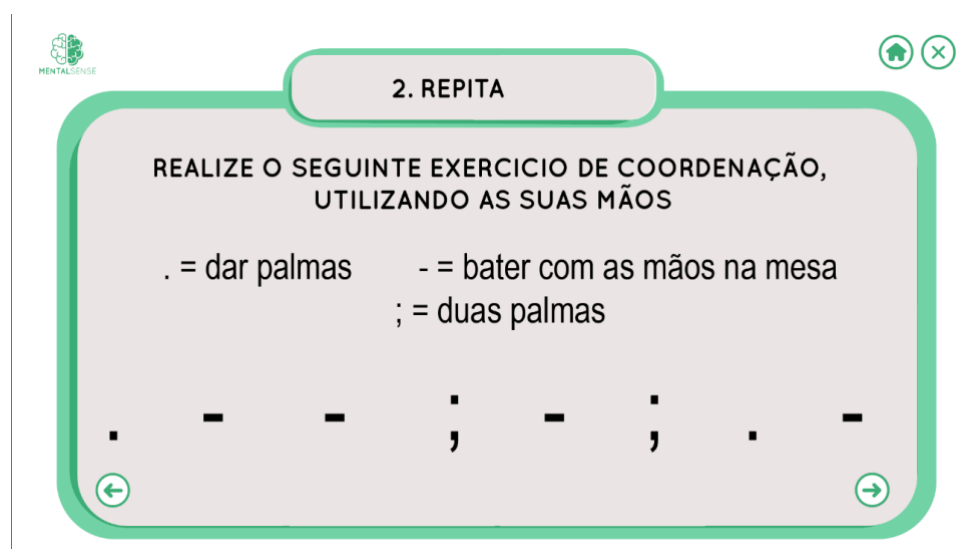 MENTALSENSE
2. REPITA
REALIZE O SEGUINTE EXERCICIO DE COORDENAÇÃO,
UTILIZANDO AS SUAS MÃOS
. = dar palmas - = bater com as mãos na mesa
; = duas palmas
. - - ; - ; . -